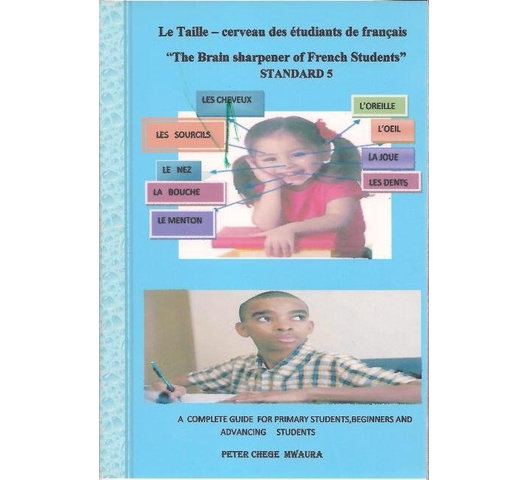 Le Taille – cerveau des étudiants de français
“The Brain sharpener of French Students”
STANDARD 5
LES CHEVEUX
L’OREILLE
LES SOURCILS
L’OEIL
LE NEZ
LA JOUE
LA BOUCHE
LES DENTS
LE MENTON
A COMPLETE GUIDE FOR PRIMARY STUDENTS,BEGINNERS AND
ADVANCING STUDENTS
PETER CHEGE MWAURA